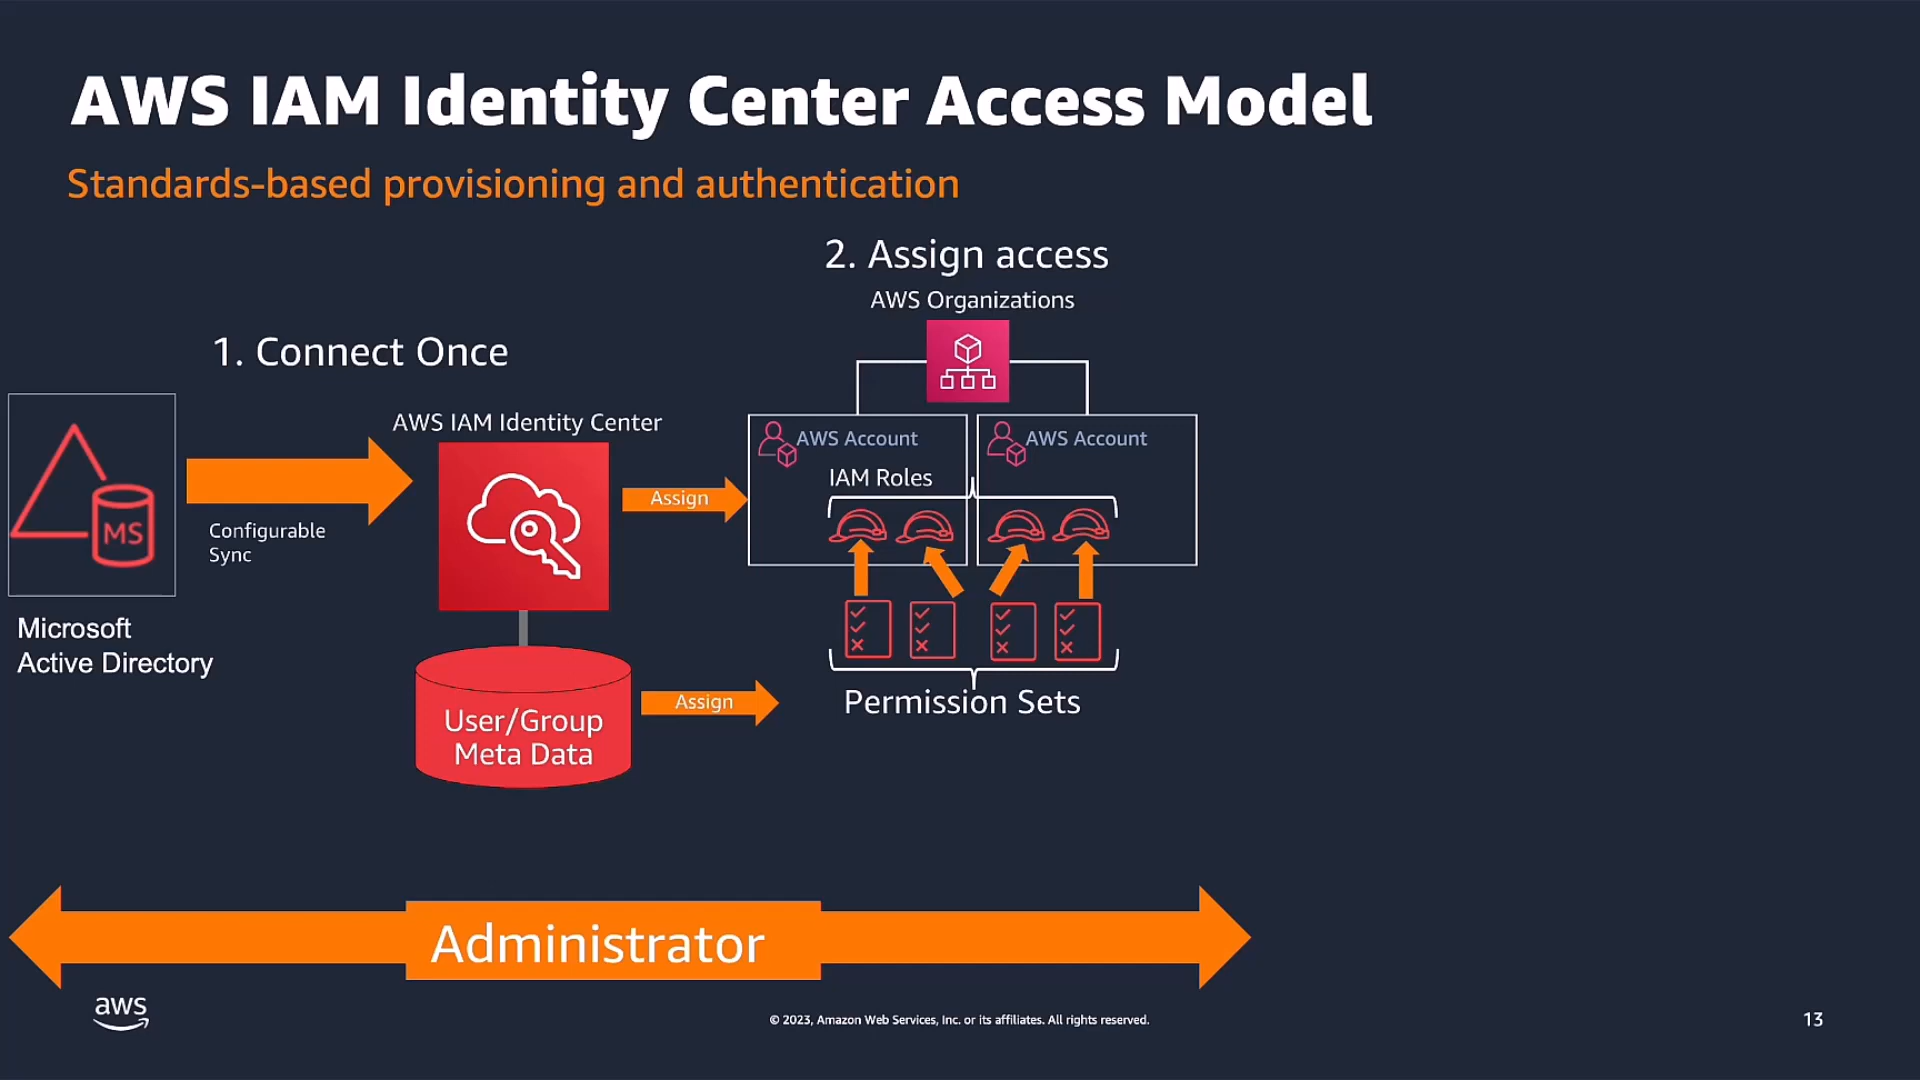 AWS IAM Identity Center Access Model
Standards-based provisioning and authentication
2. Assign access
AWS Organizations
1. Connect Once
AWS IAM Identity Center
AWS Account
AWS Account
IAM Roles
Assign
MS
Configurable
Sync
Microsoft
Active Directory
User/Group
Meta Data
Assign
Permission Sets
Administrator
aws
© 2023, Amazon Web Services, Inc. or its affiliates. All rights reserved.
13